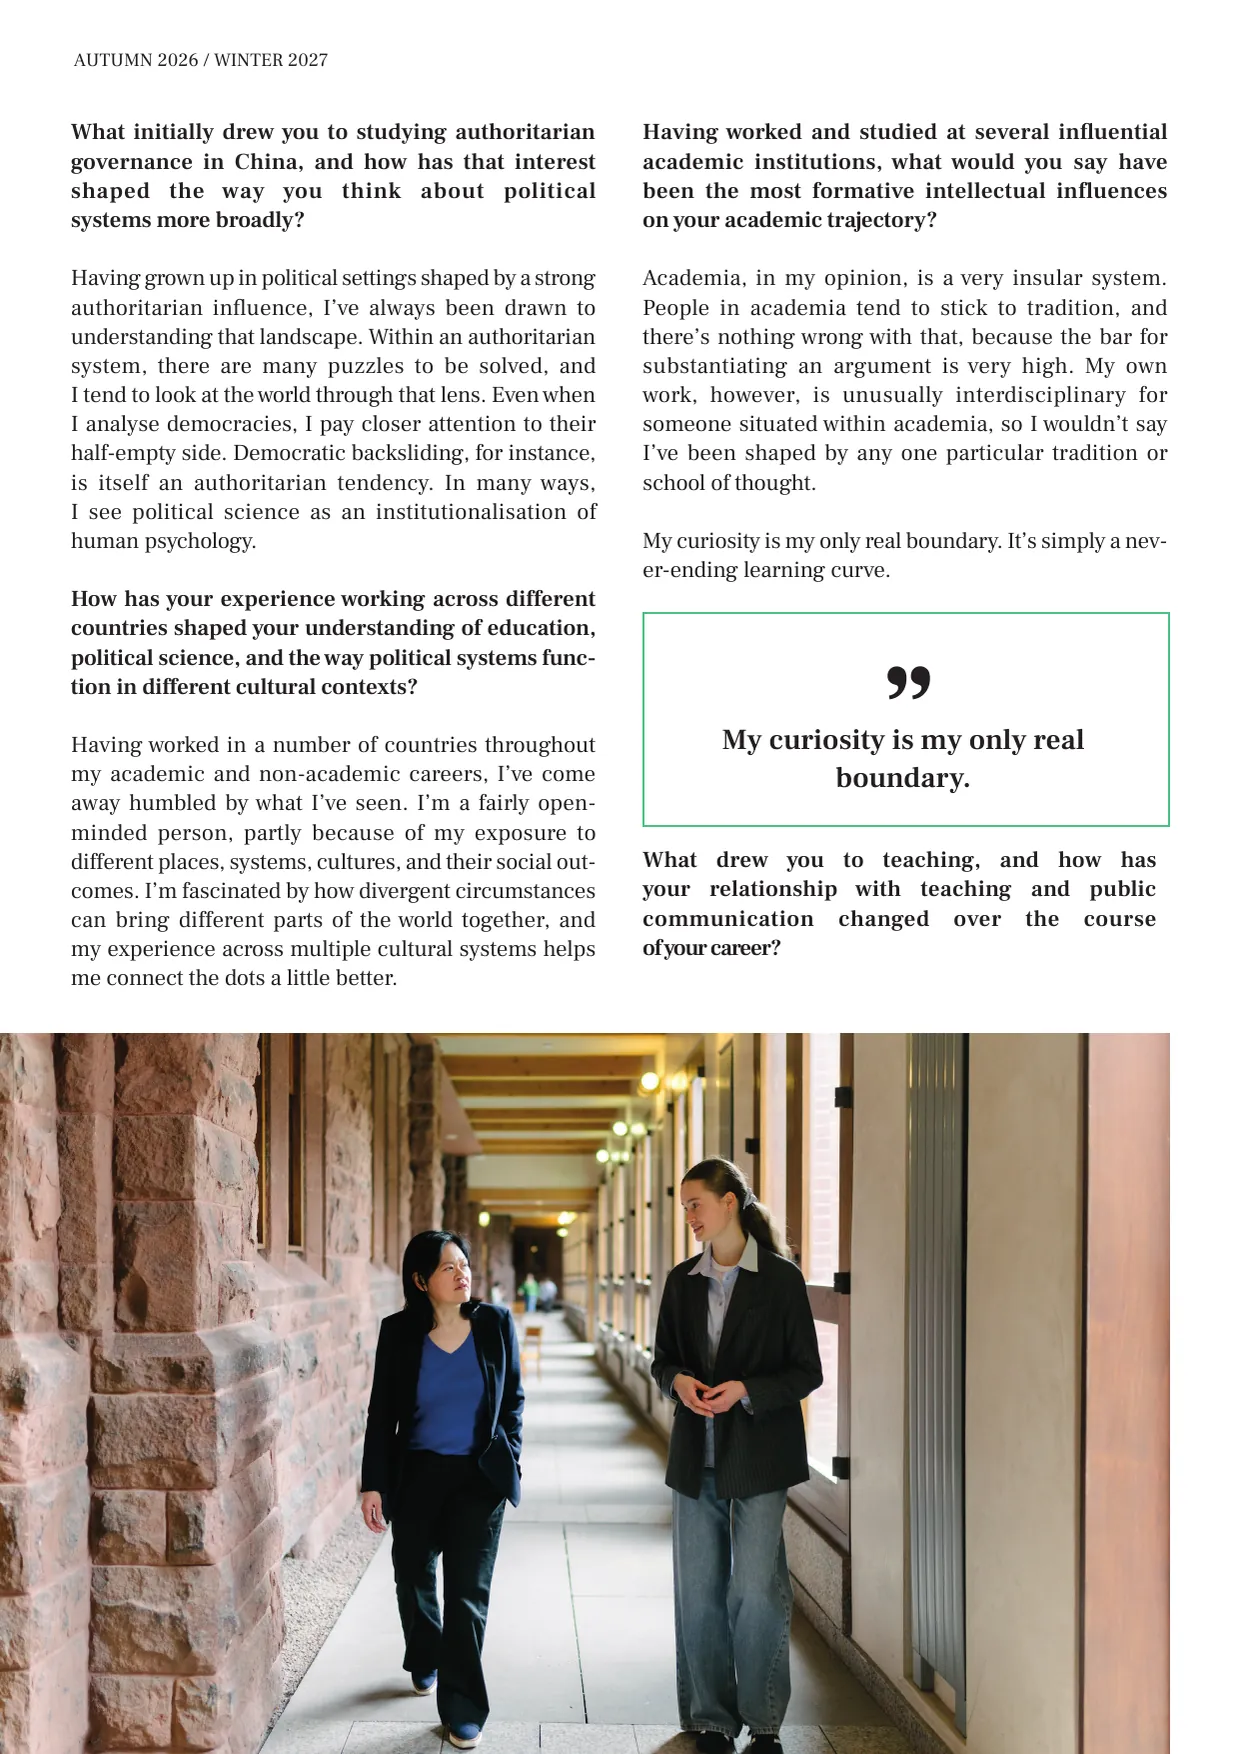 AUTUMN 2026 / WINTER 2027
What initially drew you to studying authoritarian
governance in China, and how has that interest
shaped the way you think about political
systems more broadly?
Having grown up in political settings shaped by a strong
authoritarian influence, I’ve always been drawn to
understanding that landscape. Within an authoritarian
system, there are many puzzles to be solved, and
I tend to look at the world through that lens. Even when
I analyse democracies, I pay closer attention to their
half-empty side. Democratic backsliding, for instance,
is itself an authoritarian tendency. In many ways,
I see political science as an institutionalisation of
human psychology.
How has your experience working across different
countries shaped your understanding of education,
political science, and the way political systems func-
tion in different cultural contexts?
Having worked in a number of countries throughout
my academic and non-academic careers, I’ve come
away humbled by what I’ve seen. I’m a fairly open-
minded person, partly because of my exposure to
different places, systems, cultures, and their social out-
comes. I’m fascinated by how divergent circumstances
can bring different parts of the world together, and
my experience across multiple cultural systems helps
me connect the dots a little better.
Having worked and studied at several influential
academic institutions, what would you say have
been the most formative intellectual influences
on your academic trajectory?
Academia, in my opinion, is a very insular system.
People in academia tend to stick to tradition, and
there’s nothing wrong with that, because the bar for
substantiating an argument is very high. My own
work, however, is unusually interdisciplinary for
someone situated within academia, so I wouldn’t say
I’ve been shaped by any one particular tradition or
school of thought.
My curiosity is my only real boundary. It’s simply a nev-
er-ending learning curve.
”
My curiosity is my only real
boundary.
What drew you to teaching, and how has
your relationship with teaching and public
communication changed over the course
of your career?